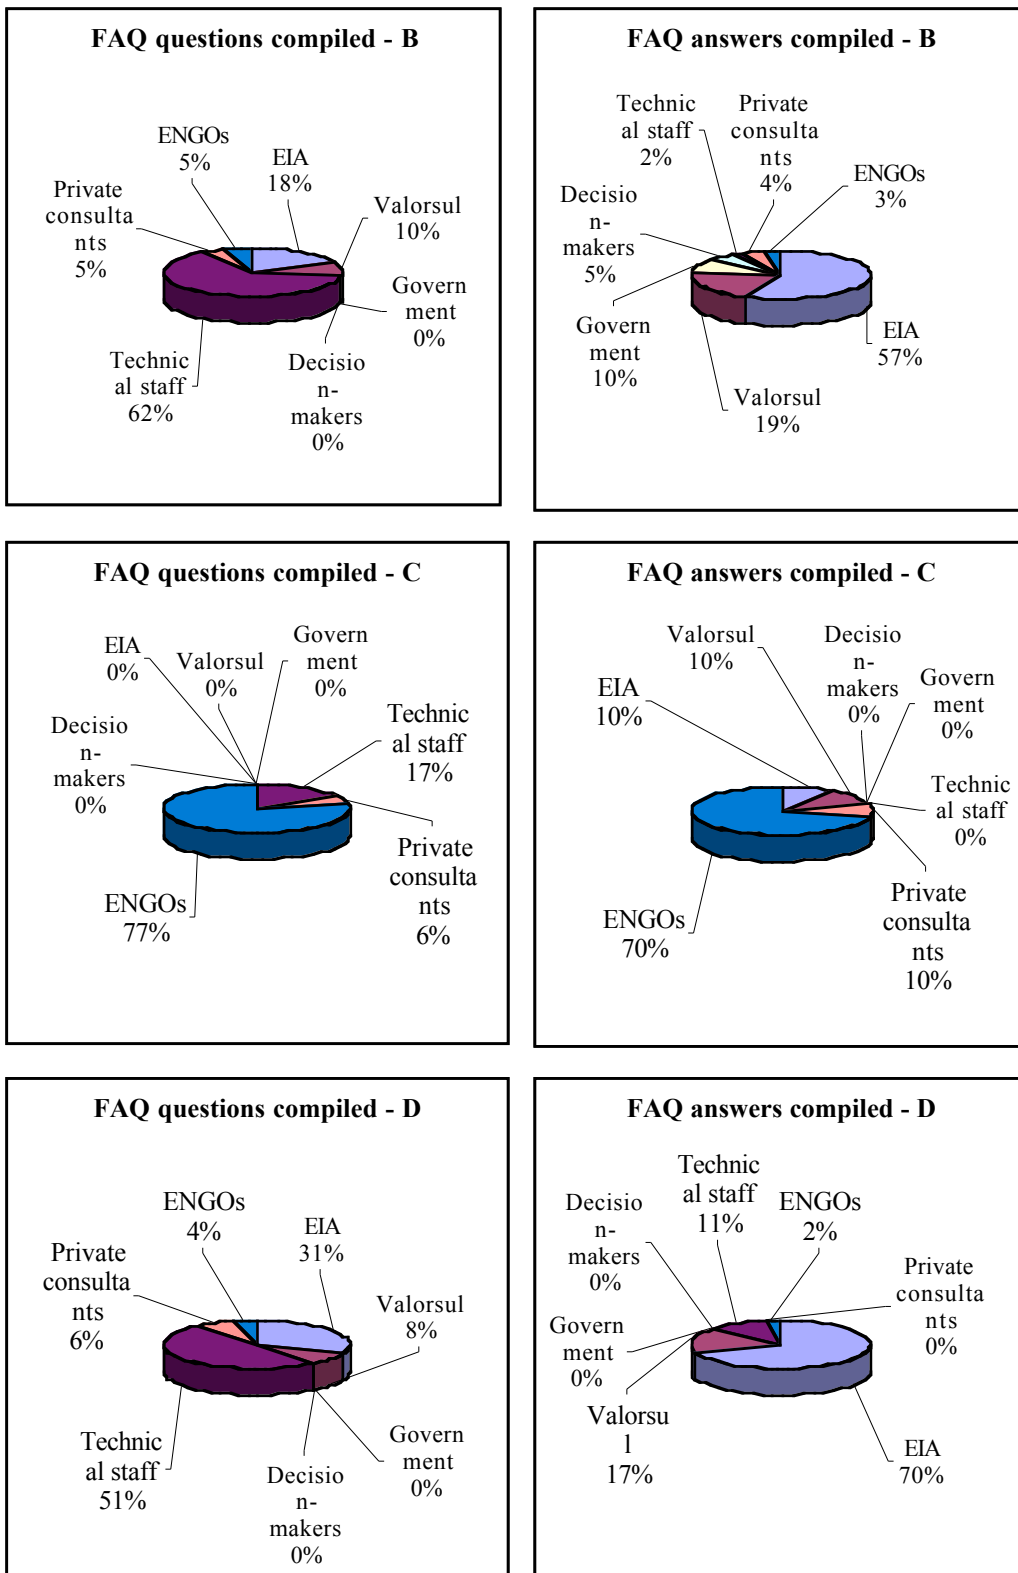 FAQ questions compiled - B
ENGOs
5%
EIA
18%
Private
consulta
nts
5%
Valorsul
10%
Govern
ment
0%
Technic
al staff
62%
Decisio
n-
makers
0%
FAQ answers compiled - B
Technic
al staff
2%
Private
consulta
nts
4%
ENGOs
3%
Decisio
n-
makers
5%
Govern
ment
10%
EIA
57%
Valorsul
19%
FAQ questions compiled - C
EIA
0%
Valorsul
0%
Govern
ment
0%
Decisio
n-
makers
0%
Technic
al staff
17%
Private
consulta
nts
6%
ENGOs
77%
FAQ answers compiled - C
Valorsul
10%
Decisio
n-
makers
0%
EIA
10%
Govern
ment
0%
Technic
al staff
0%
ENGOs
70%
Private
consulta
nts
10%
FAQ questions compiled - D
ENGOs
4%
EIA
31%
Private
consulta
nts
6%
Valorsul
8%
Technic
al staff
51%
Decisio
n-
makers
0%
Govern
ment
0%
FAQ answers compiled - D
Technic
al staff
11%
ENGOs
2%
Decisio
n-
makers
0%
Private
consulta
nts
0%
Govern
ment
0%
Valorsu
l
17%
EIA
70%